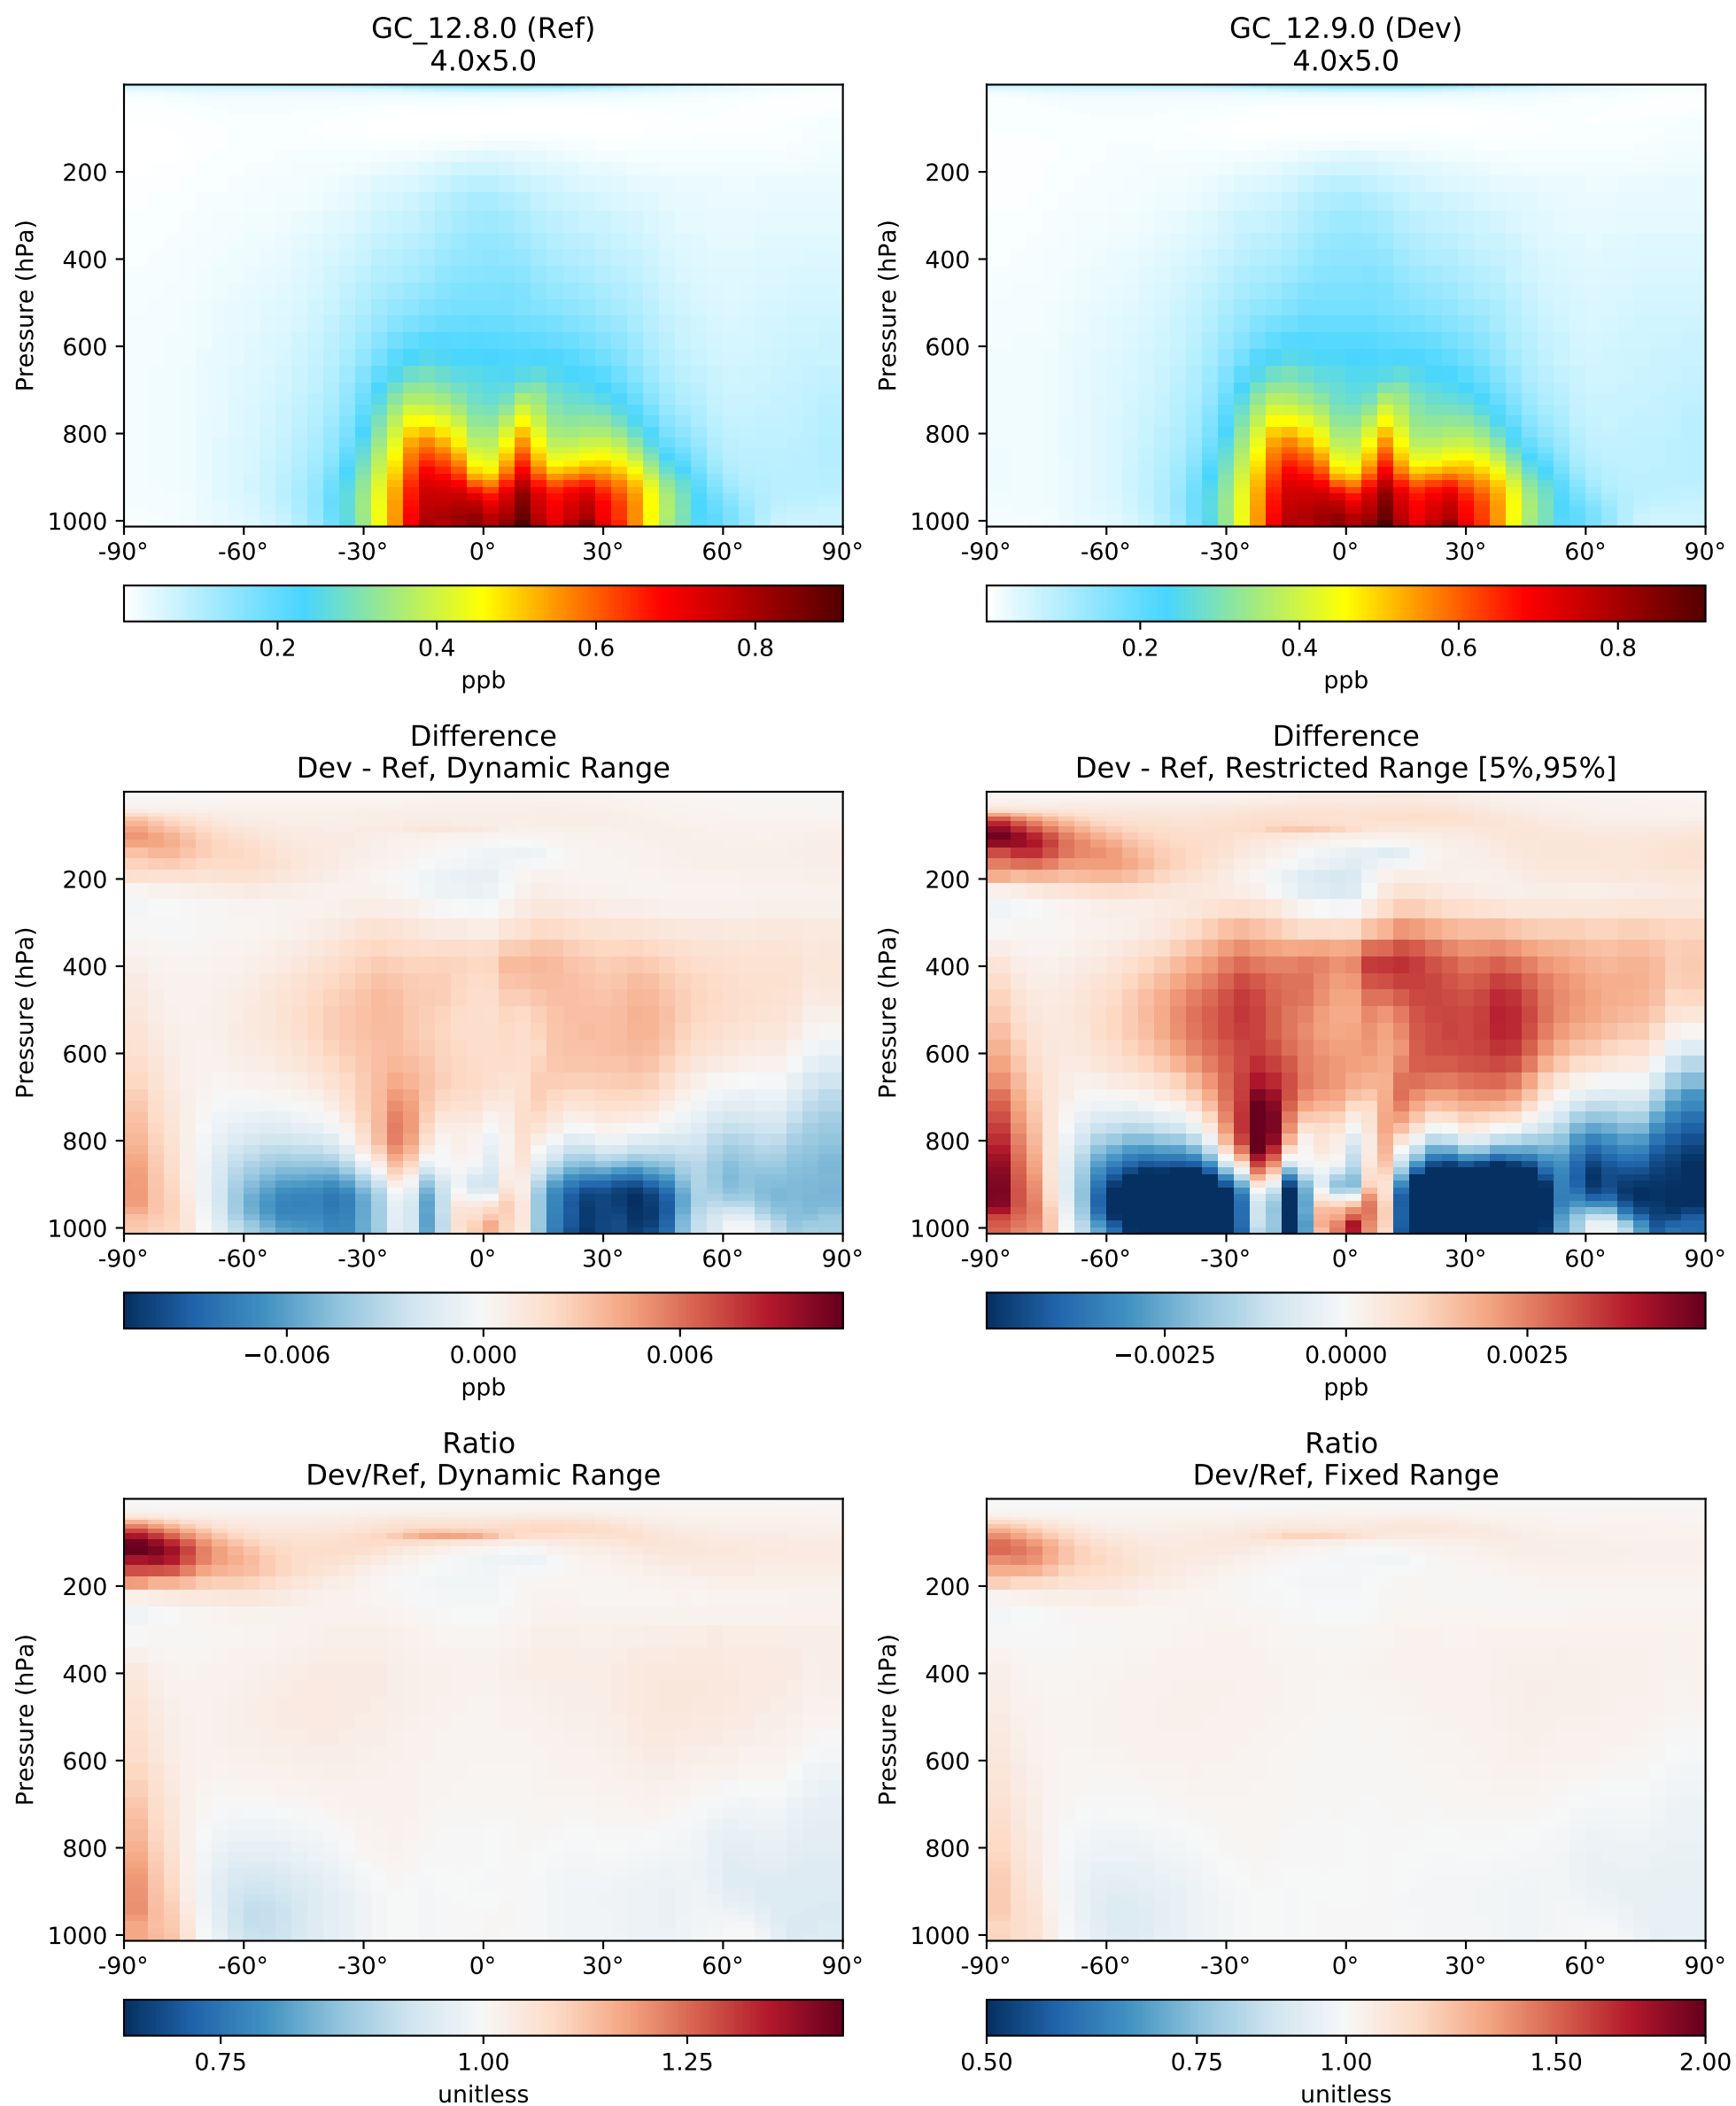 GC_12.8.0 (Ref)
4.0x5.0
Pressure (hPa)
200
400
600
800
1000
-90° -60° -30° 0° 30° 60° 90°
0.2 0.4 0.6 0.8
ppb
GC_12.9.0 (Dev)
4.0x5.0
Pressure (hPa)
200
400
600
800
1000
-90° -60° -30° 0° 30° 60° 90°
0.2 0.4 0.6 0.8
ppb
Difference
Dev - Ref, Dynamic Range
Pressure (hPa)
200
400
600
800
1000
-90° -60° -30° 0° 30° 60° 90°
−0.006 0.000 0.006
ppb
Difference
Dev - Ref, Restricted Range [5%,95%]
Pressure (hPa)
200
400
600
800
1000
-90° -60° -30° 0° 30° 60° 90°
−0.0025 0.0000 0.0025
ppb
Ratio
Dev/Ref, Dynamic Range
Pressure (hPa)
200
400
600
800
1000
-90° -60° -30° 0° 30° 60° 90°
0.75 1.00 1.25
unitless
Ratio
Dev/Ref, Fixed Range
Pressure (hPa)
200
400
600
800
1000
-90° -60° -30° 0° 30° 60° 90°
0.50 0.75 1.00 1.50 2.00
unitless